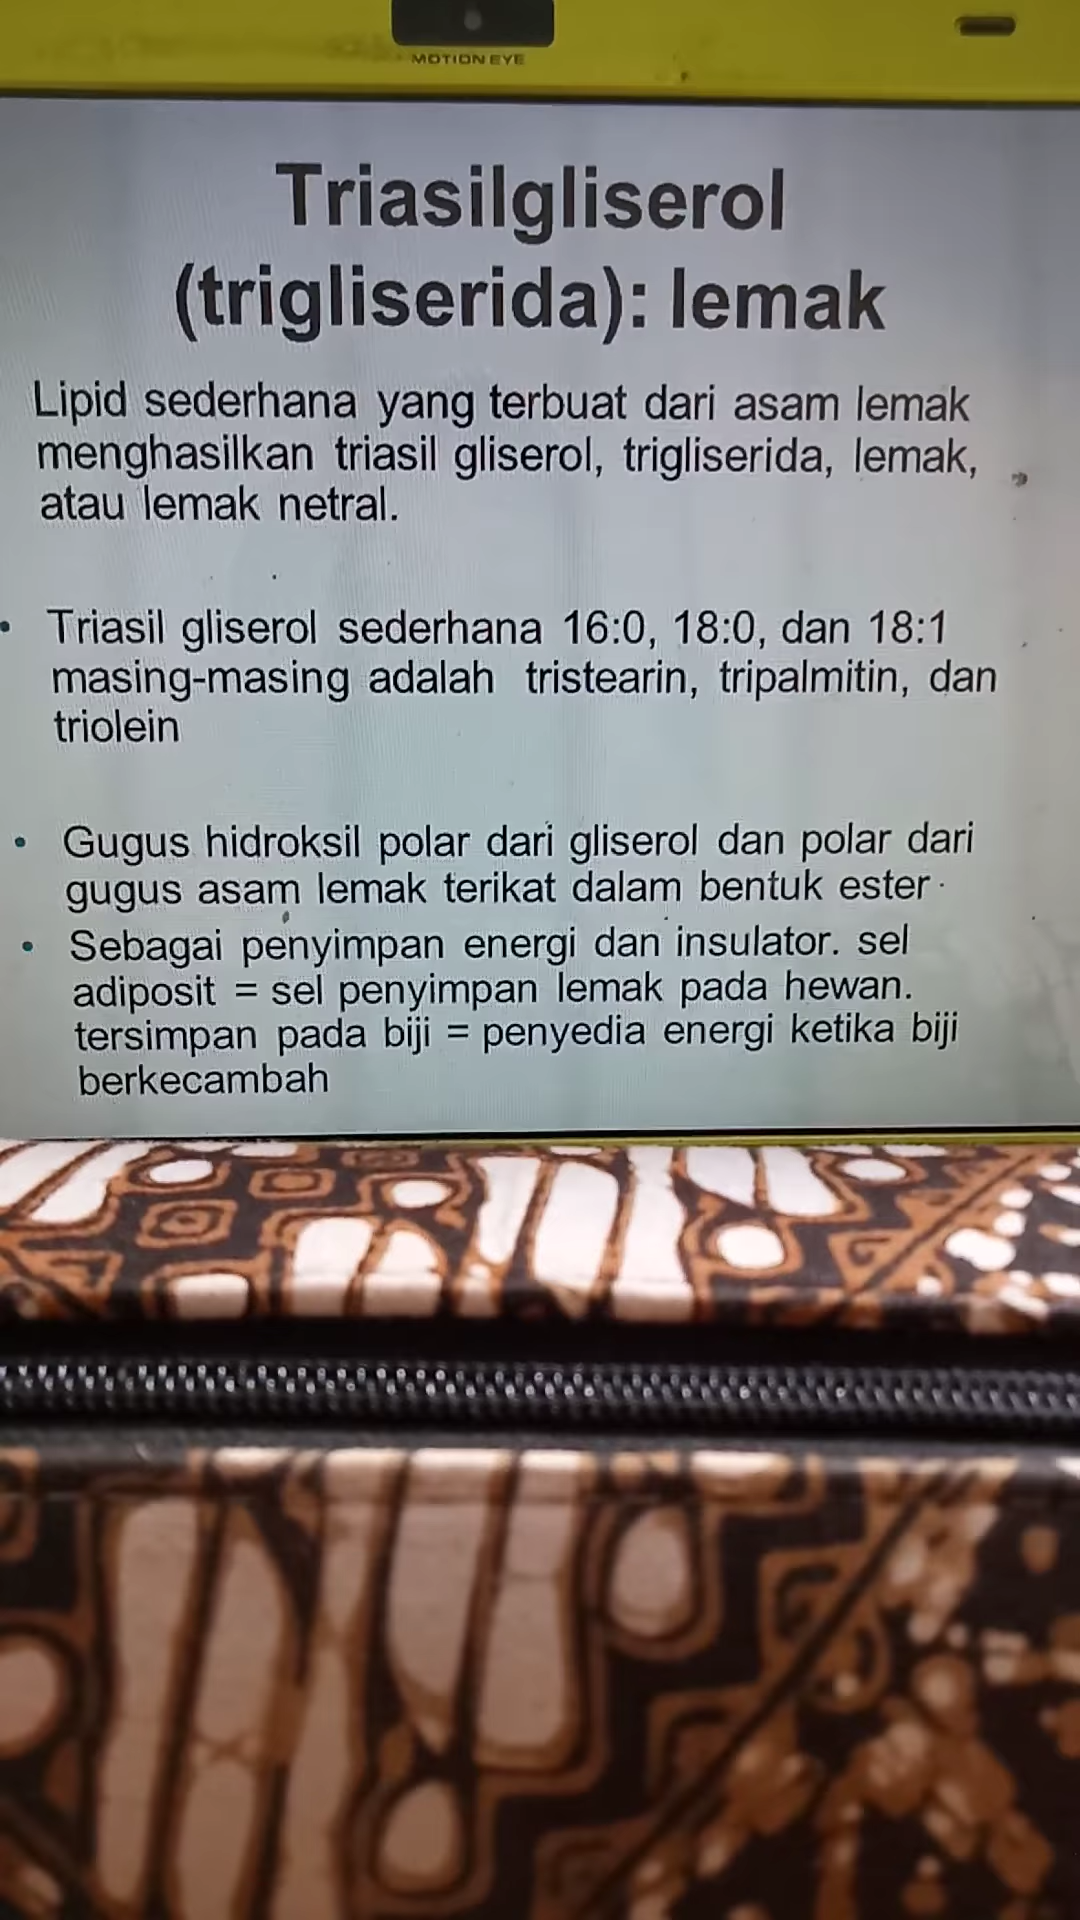 MOTION EYE
Triasilgliserol
(trigliserida): lemak
Lipid sederhana yang terbuat dari asam lemak
menghasilkan triasil gliserol, trigliserida, lemak,
atau lemak netral.
• Triasil gliserol sederhana 16:0, 18:0, dan 18:1
masing-masing adalah tristearin, tripalmitin, dan
triolein
• Gugus hidroksil polar dari gliserol dan polar dari
gugus asam lemak terikat dalam bentuk ester
• Sebagai penyimpan energi dan insulator. sel
adiposit = sel penyimpan lemak pada hewan.
tersimpan pada biji = penyedia energi ketika biji
berkecambah